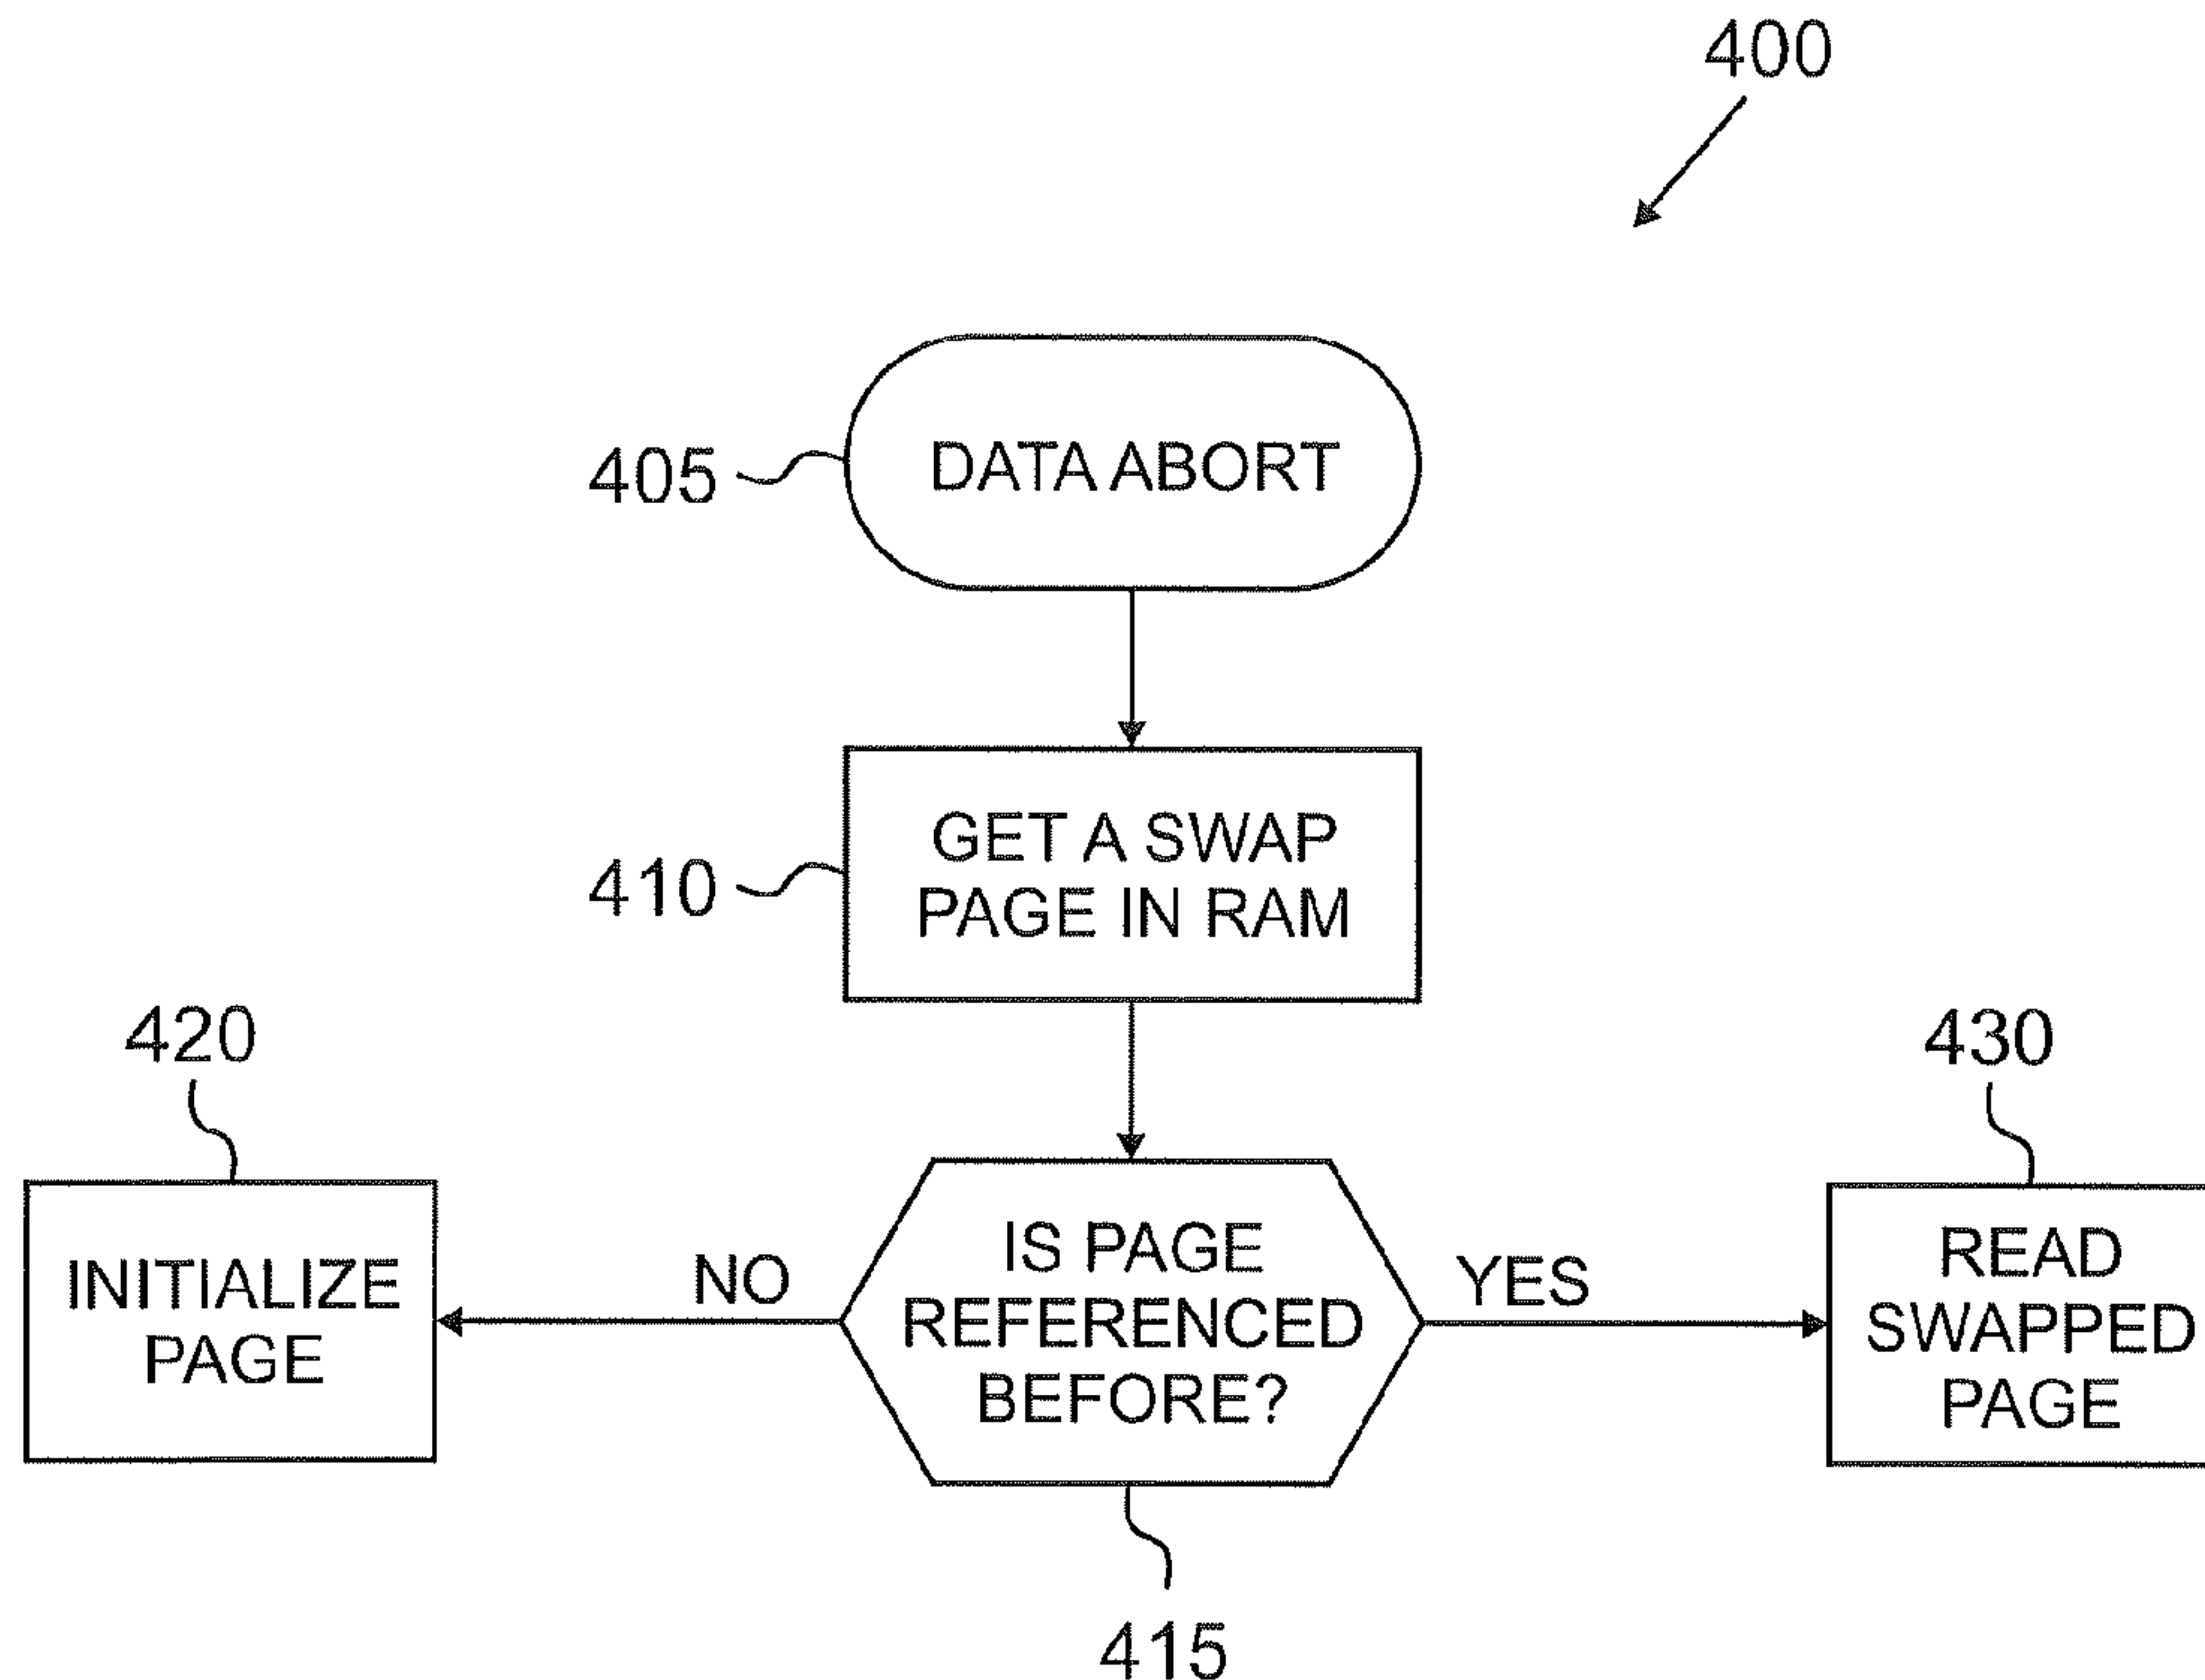 400
405
DATA ABORT
410
GET A SWAP
PAGE IN RAM
420
430
INITIALIZE
PAGE
NO
IS PAGE
REFERENCED
BEFORE?
YES
READ
SWAPPED
PAGE
415